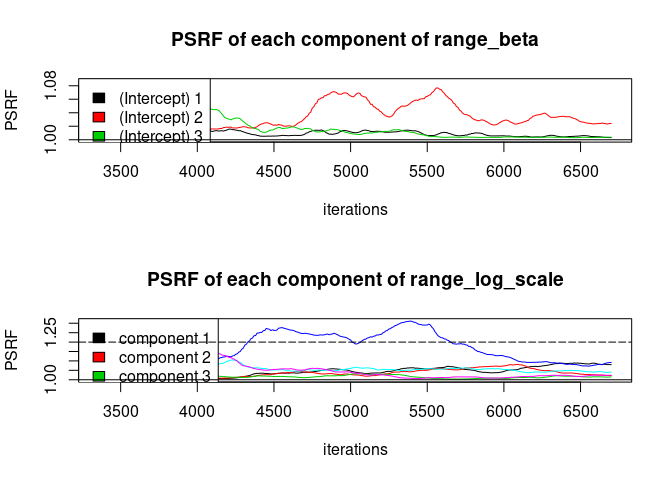 PSRF of each component of range_beta
PSRF
1.00 1.08
(Intercept) 1
(Intercept) 2
(Intercept) 3
3500 4000 4500 5000 5500 6000 6500
iterations
PSRF of each component of range_log_scale
PSRF
1.00 1.25
component 1
component 2
component 3
3500 4000 4500 5000 5500 6000 6500
iterations